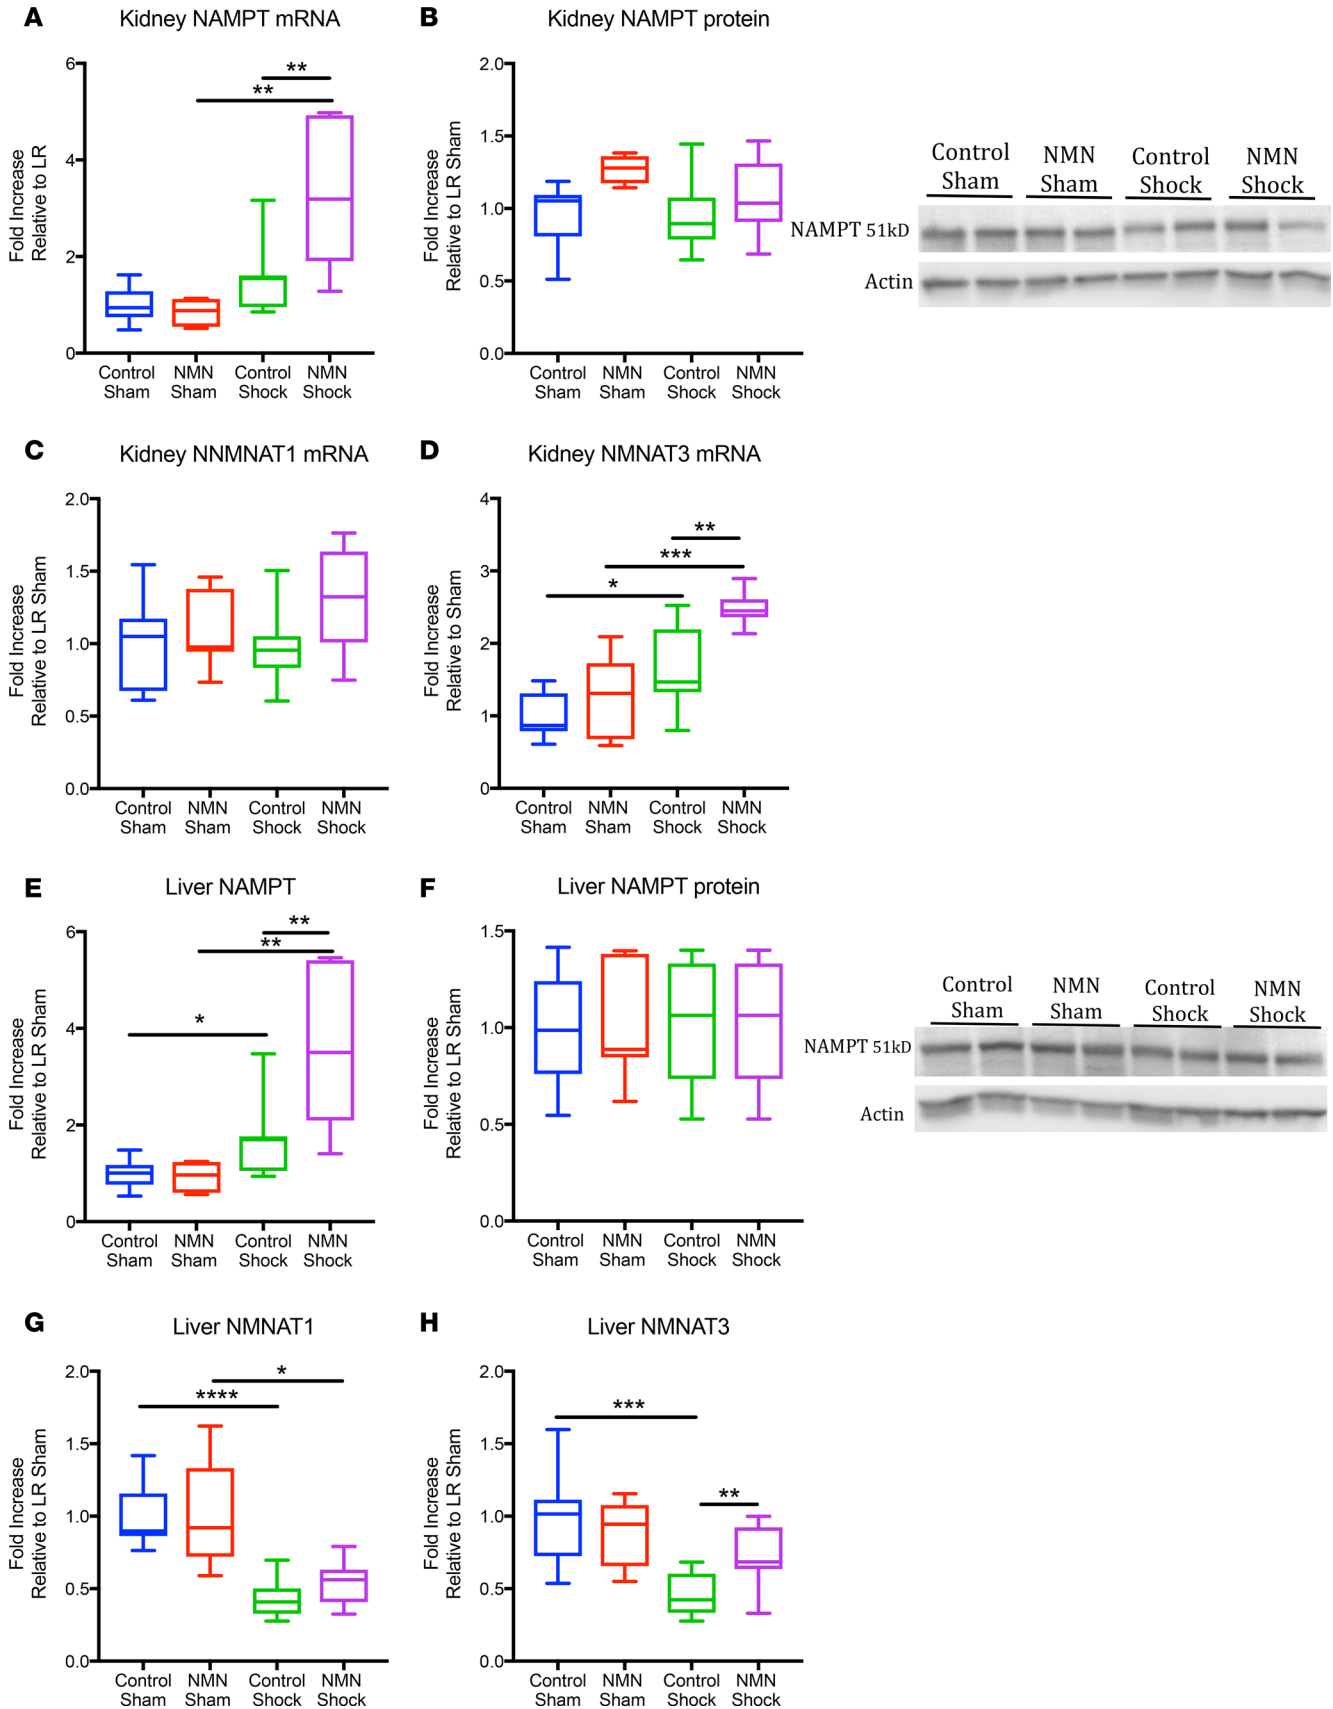 A
Kidney NAMPT mRNA
Fold Increase
Relative to LR
6
4
2
0
**
**
Control
Sham
NMN
Sham
Control
Shock
NMN
Shock
B
Kidney NAMPT protein
Fold Increase
Relative to LR Sham
2.0
1.5
1.0
0.5
0.0
Control
Sham
NMN
Sham
Control
Shock
NMN
Shock
Control
Sham
NMN
Sham
Control
Shock
NMN
Shock
NAMPT 51kD
Actin
C
Kidney NNMNAT1 mRNA
Fold Increase
Relative to LR Sham
2.0
1.5
1.0
0.5
0.0
Control
Sham
NMN
Sham
Control
Shock
NMN
Shock
D
Kidney NMNAT3 mRNA
Fold Increase
Relative to Sham
4
3
2
1
0
**
***
*
Control
Sham
NMN
Sham
Control
Shock
NMN
Shock
E
Liver NAMPT
Fold Increase
Relative to LR Sham
6
4
2
0
**
**
*
Control
Sham
NMN
Sham
Control
Shock
NMN
Shock
F
Liver NAMPT protein
Fold Increase
Relative to LR Sham
1.5
1.0
0.5
0.0
Control
Sham
NMN
Sham
Control
Shock
NMN
Shock
Control
Sham
NMN
Sham
Control
Shock
NMN
Shock
NAMPT 51kD
Actin
G
Liver NMNAT1
Fold Increase
Relative to LR Sham
2.0
1.5
1.0
0.5
0.0
*
****
Control
Sham
NMN
Sham
Control
Shock
NMN
Shock
H
Liver NMNAT3
Fold Increase
Relative to LR Sham
2.0
1.5
1.0
0.5
0.0
***
**
Control
Sham
NMN
Sham
Control
Shock
NMN
Shock